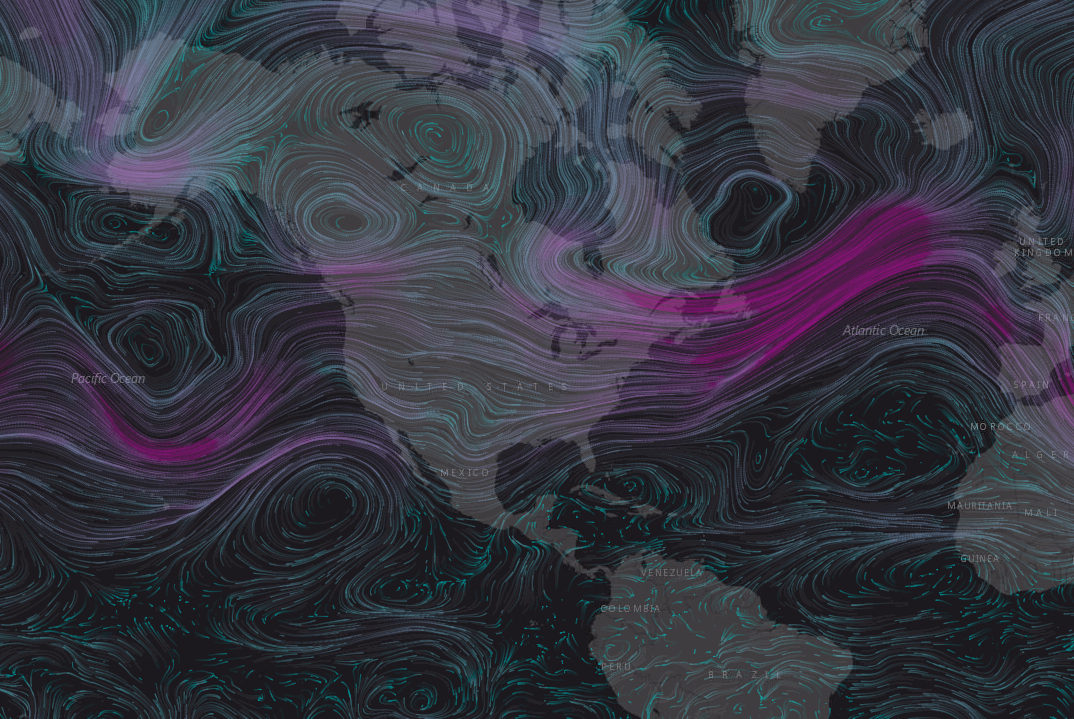 CANADA
UNITED
KINGDOM
FRANC
Atlantic Ocean
Pacific Ocean
UNITED STATES
SPAIN
MOROCCO
ALGER
MEXICO
MAURITANIA
MALI
GUINEA
VENEZUELA
COLOMBIA
PERU
BRAZIL